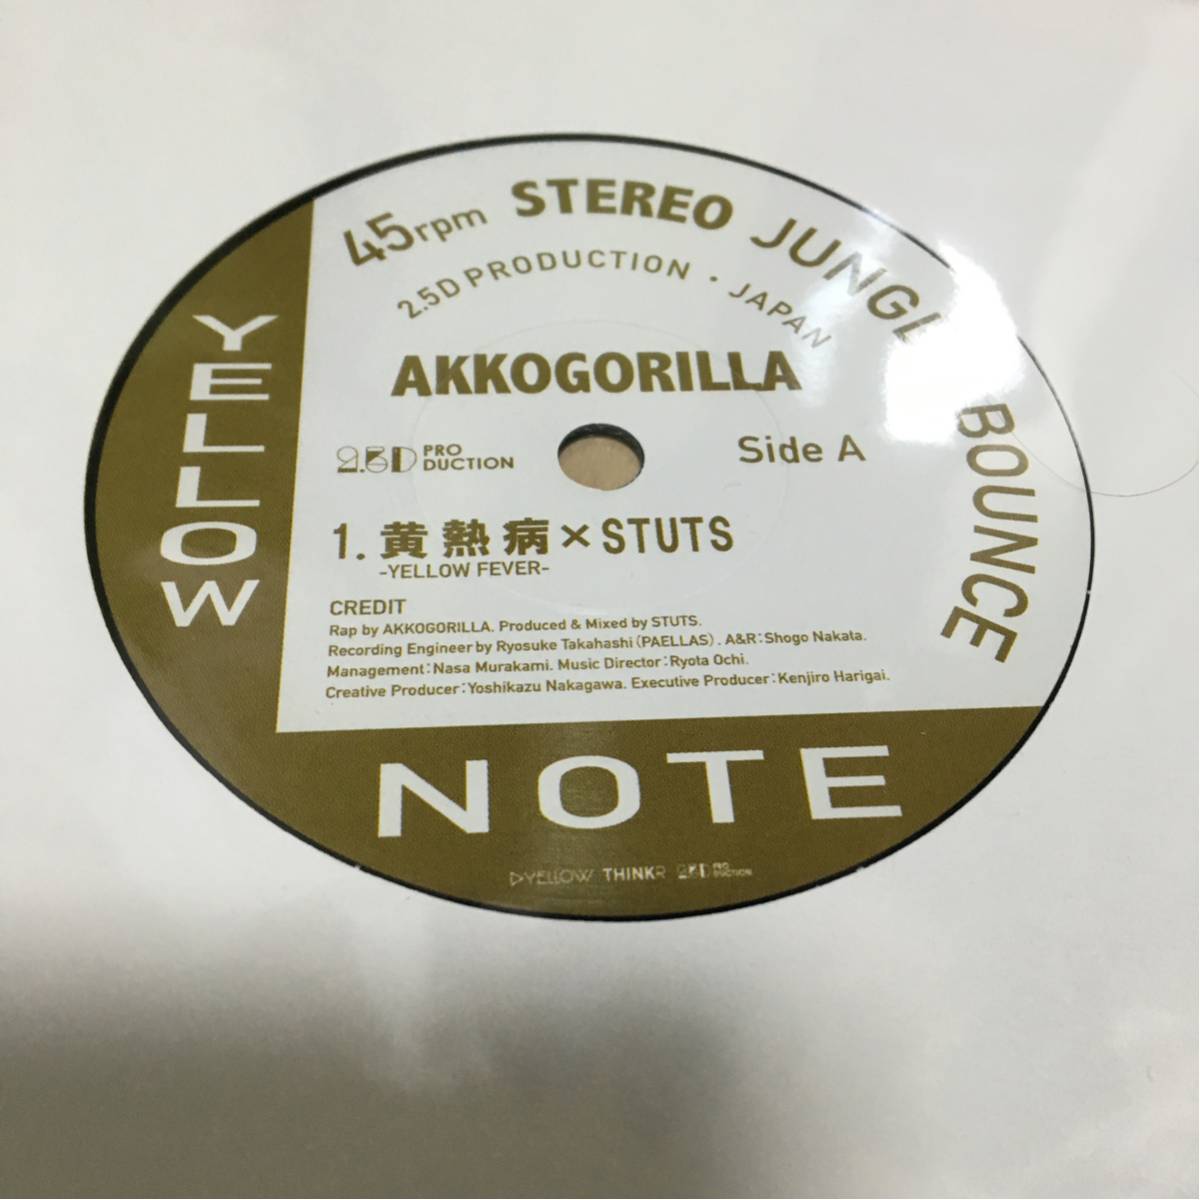 45rpm STEREO JUNGLE BOUNCE
2.5D PRODUCTION · JAPAN
AKKOGORILLA
2.5D PRO
DUCTION
Side A
1. 黄熱病×STUTS
-YELLOW FEVER-
CREDIT
Rap by AKKOGORILLA. Produced & Mixed by STUTS.
Recording Engineer by Ryosuke Takahashi (PAELLAS). A&R:Shogo Nakata.
Management:Nasa Murakami. Music Director:Ryota Ochi.
Creative Producer:Yoshikazu Nakagawa. Executive Producer:Kenjiro Harigai.
YELLOW
NOTE
YELLOW THINKR 2.5D PRO
DUCTION